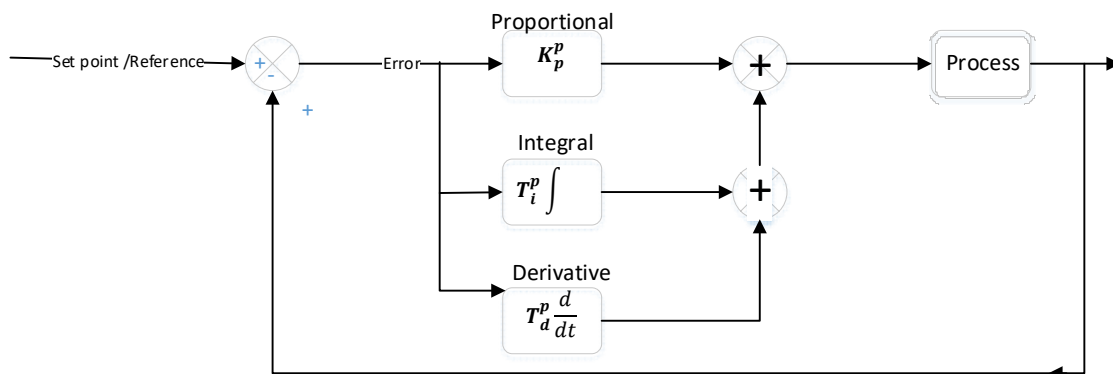 Proportional
K_p^p
Set point /Reference
+
-
Error
+
Process
+
Integral
T_i^p ∫
+
Derivative
T_d^p d/dt